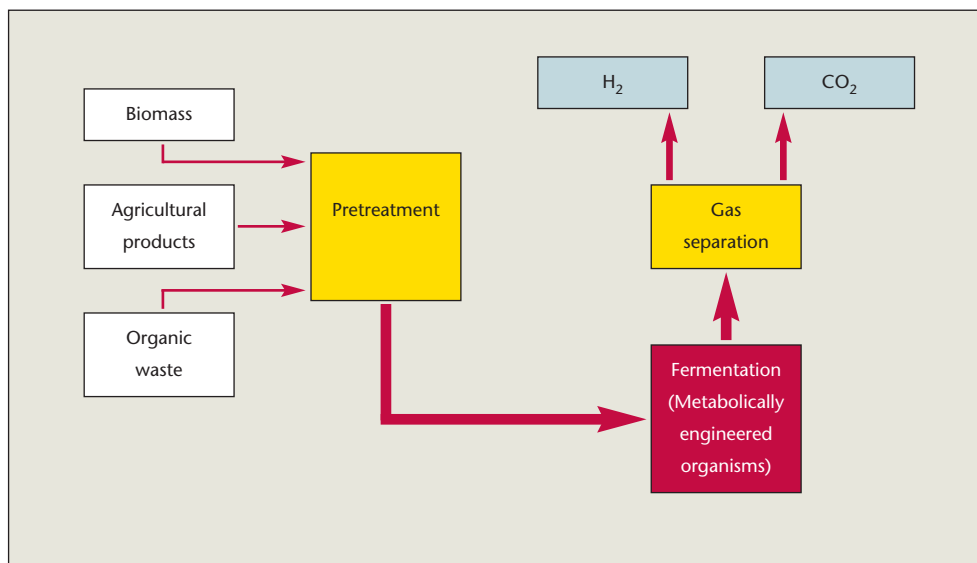 H₂
CO₂
Biomass
Agricultural
products
Organic
waste
Pretreatment
Gas
separation
Fermentation
(Metabolically
engineered
organisms)